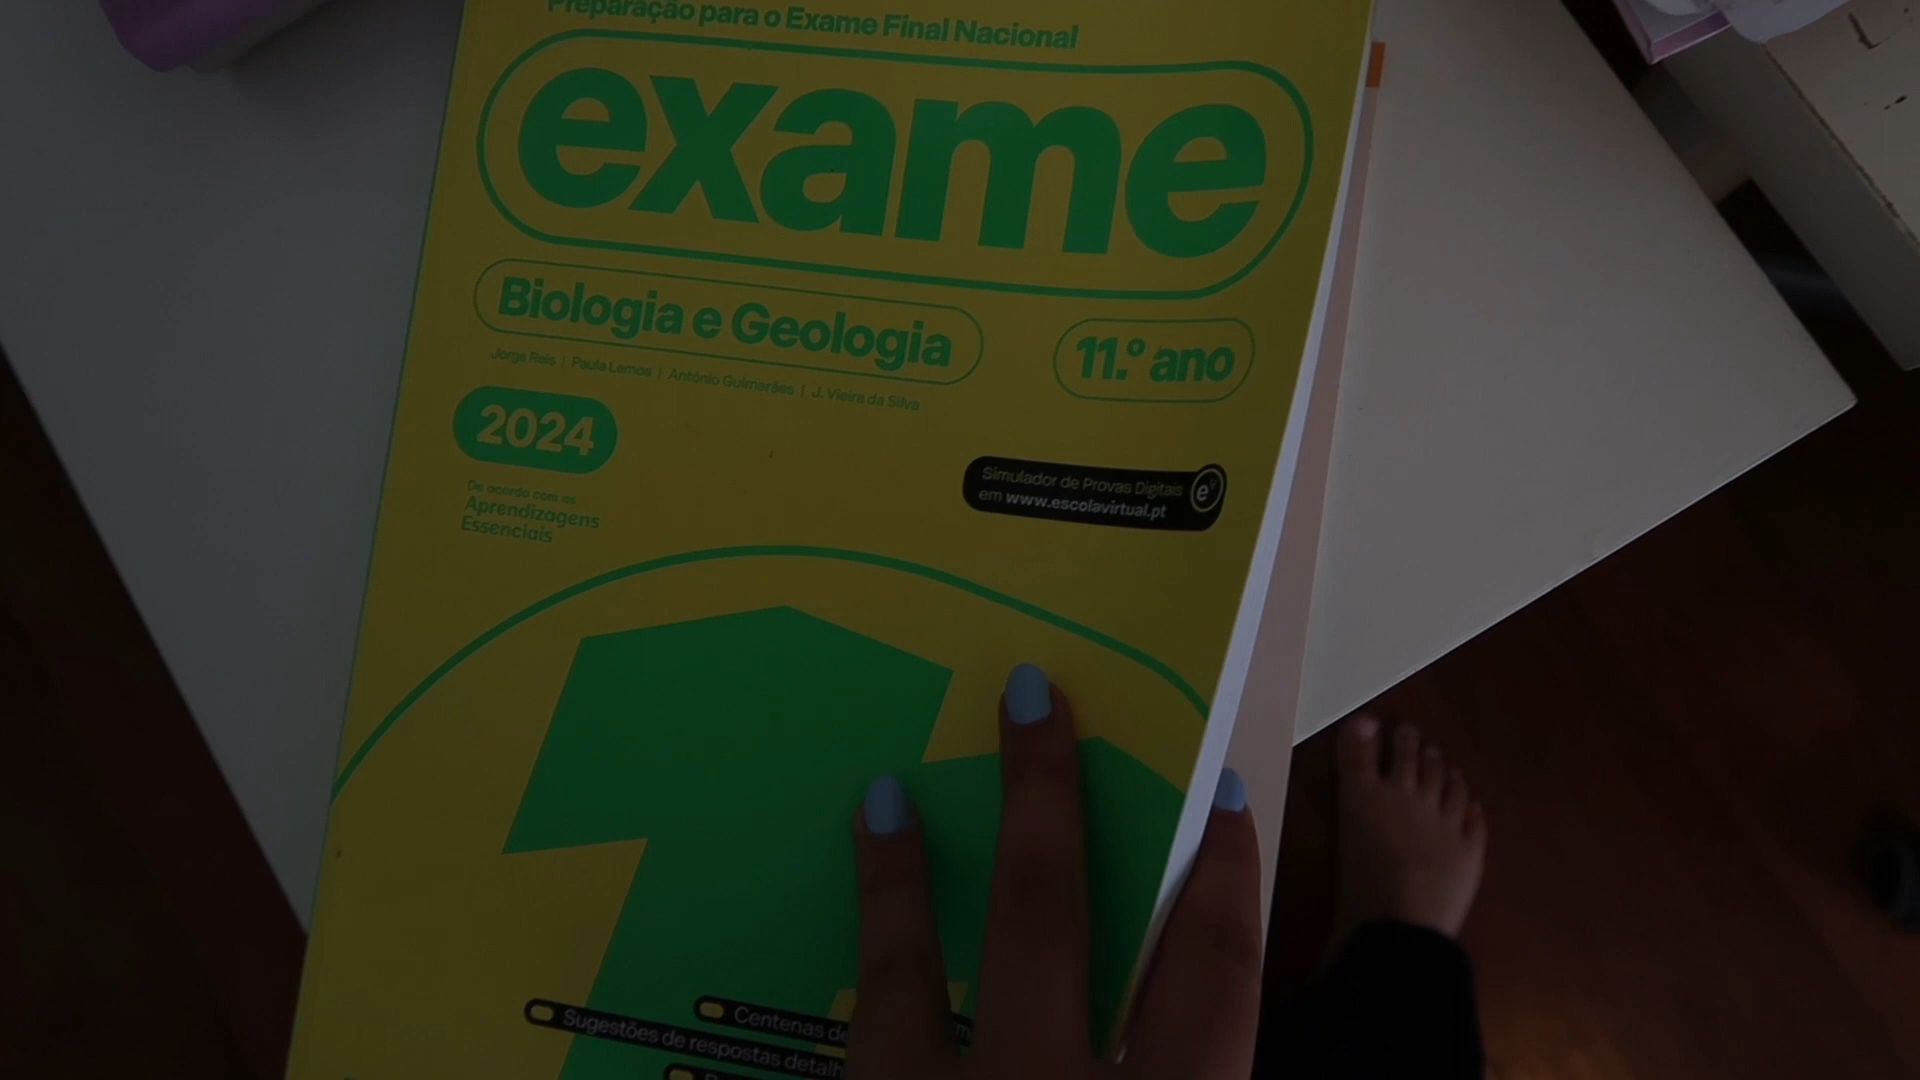 Preparação para o Exame Final Nacional
exame
Biologia e Geologia
11.º ano
Jorge Reis | Paula Lemos | António Guimarães | J. Vieira da Silva
2024
De acordo com as
Aprendizagens
Essenciais
Simulador de Provas Digitais
em www.escolavirtual.pt
e
Centenas de
Sugestões de respostas